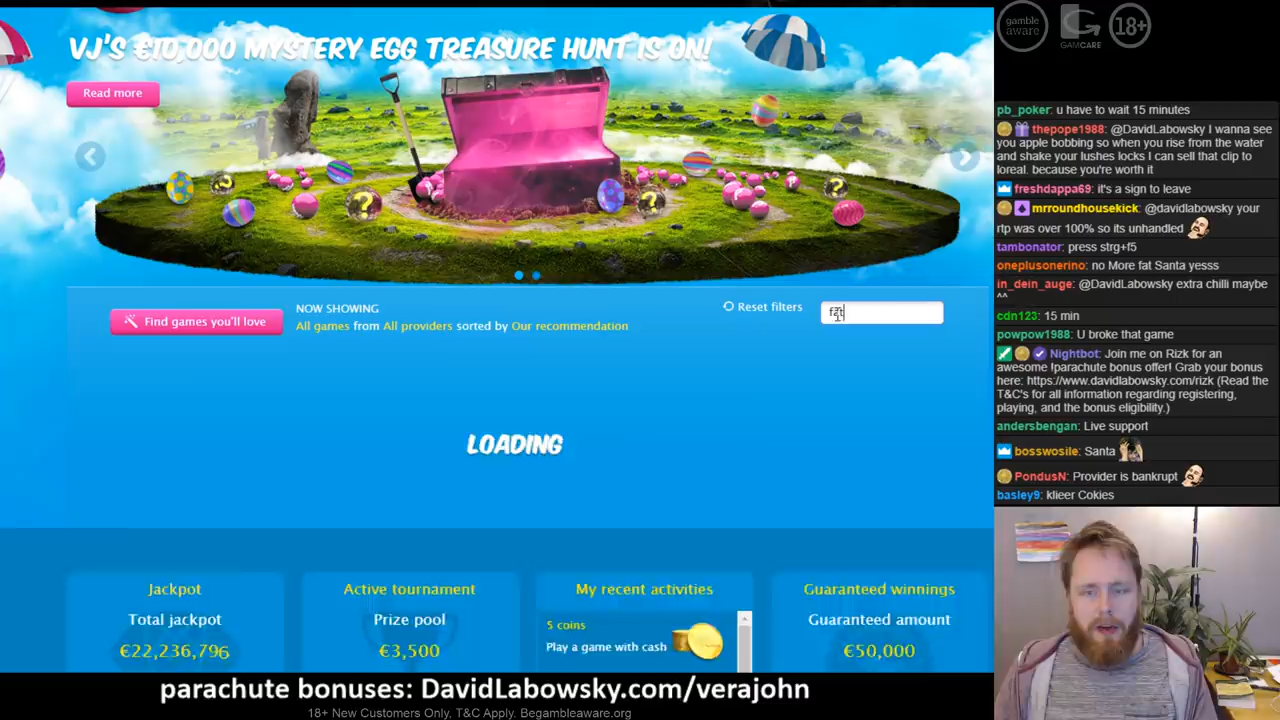 VJ'S €10,000 MYSTERY EGG TREASURE HUNT IS ON!
Read more
NOW SHOWING
Find games you'll love
All games from All providers sorted by Our recommendation
Reset filters
fat
LOADING
Jackpot
Total jackpot
€22,236,796
Active tournament
Prize pool
€3,500
My recent activities
5 coins
Play a game with cash
Guaranteed winnings
Guaranteed amount
€50,000
parachute bonuses: DavidLabowsky.com/verajohn
18+ New Customers Only, T&C Apply. Begambleaware.org
gamble
aware
GAMCARE
18+
pb_poker: u have to wait 15 minutes
thepope1988: @DavidLabowsky I wanna see
you apple bobbing so when you rise from the water
and shake your lushes locks I can sell that clip to
loreal. because you're worth it
freshdappa69: it's a sign to leave
mrroundhousekick: @davidlabowsky your
rtp was over 100% so its unhandled
tambonator: press strg+f5
oneplusonerino: no More fat Santa yesss
in_dein_auge: @DavidLabowsky extra chilli maybe
^^
cdn123: 15 min
powpow1988: U broke that game
Nightbot: Join me on Rizk for an
awesome !parachute bonus offer! Grab your bonus
here: https://www.davidlabowsky.com/rizk (Read the
T&C's for all information regarding registering,
playing, and the bonus eligibility.)
andersbengan: Live support
bosswosile: Santa
PondusN: Provider is bankrupt
basley9: klieer Cokies